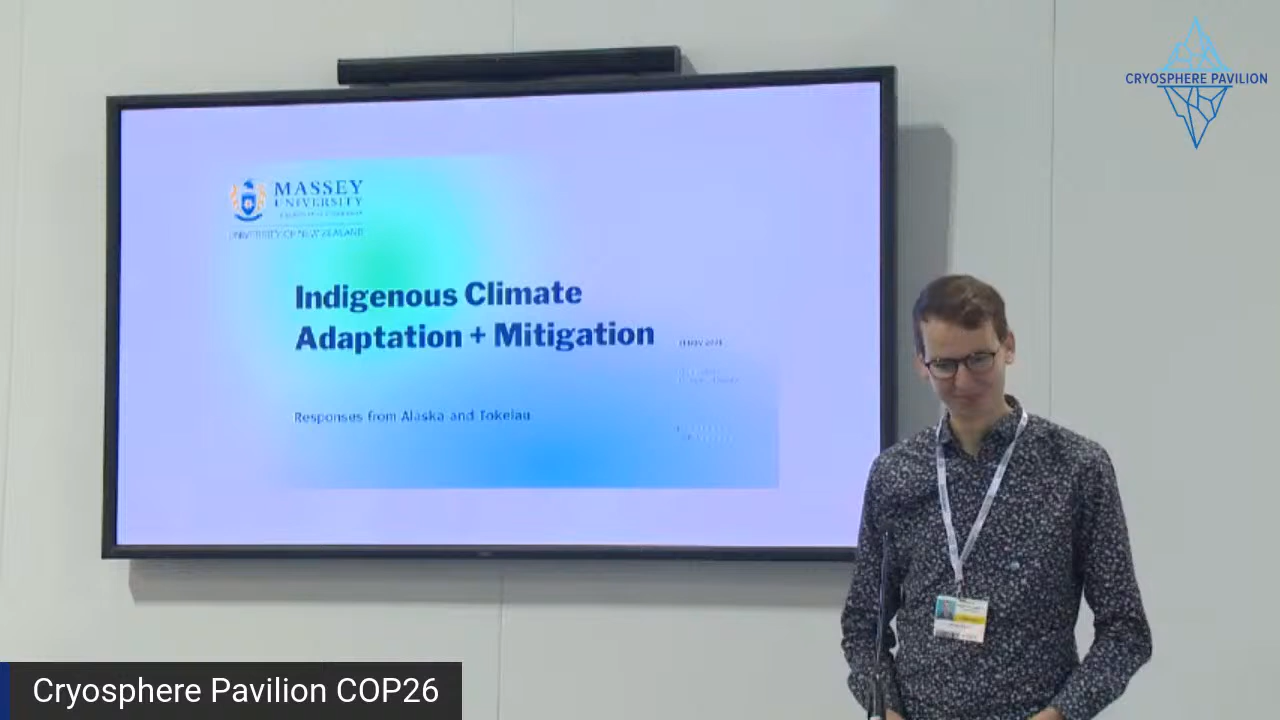 CRYOSPHERE PAVILION
MASSEY
UNIVERSITY
UNIVERSITY OF NEW ZEALAND
Indigenous Climate
Adaptation + Mitigation
Responses from Alaska and Tokelau
Cryosphere Pavilion COP26